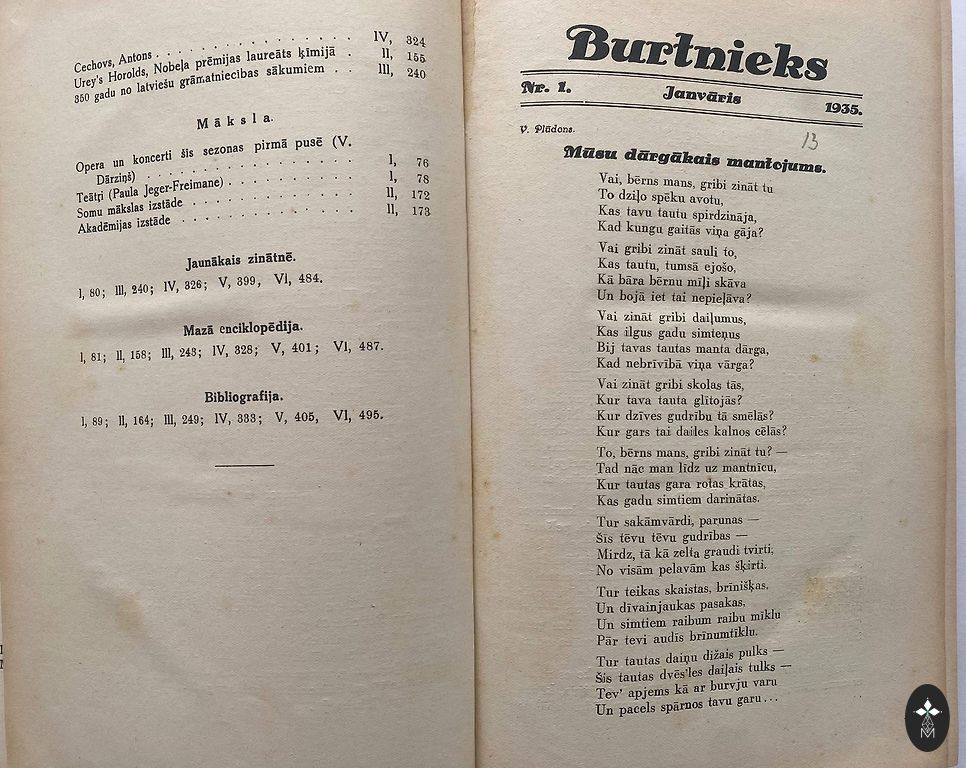 Cechovs, Antons . . . . . . . . . . . . . . . IV, 324
Urey's Horolds, Nobeļa prēmijas laureāts ķīmijā . II, 155
350 gadu no latviešu grāmatniecības sākumiem . . III, 240
Māksla.
Opera un koncerti šis sezonas pirmā pusē (V.
Dārziņš) . . . . . . . . . . . . . . . I, 76
Teātri (Paula Jeger-Freimane) . . . . . . . . . I, 78
Somu mākslas izstāde . . . . . . . . . . . . II, 172
Akadēmijas izstāde . . . . . . . . . . . . . II, 173
Jaunākais zinātnē.
I, 80; III, 240; IV, 326; V, 399, VI, 484.
Mazā enciklopēdija.
I, 81; II, 158; III, 243; IV, 328; V, 401; VI, 487.
Bibliografija.
I, 89; II, 164; III, 249; IV, 333; V, 405, VI, 495.
Burtnieks
Nr. 1. Janvāris 1935.
V. Plūdons.
13
Mūsu dārgākais mantojums.
Vai, bērns mans, gribi zināt tu
To dziļo spēku avotu,
Kas tavu tautu spirdzināja,
Kad kungu gaitās viņa gāja?
Vai gribi zināt sauli to,
Kas tautu, tumsā ejošo,
Kā bāra bērnu mīļi skāva
Un bojā iet tai nepieļāva?
Vai zināt gribi daiļumus,
Kas ilgus gadu simteņus
Bij tavas tautas manta dārga,
Kad nebrīvībā viņa vārga?
Vai zināt gribi skolas tās,
Kur tava tauta glītojās?
Kur dzīves gudrību tā smēlās?
Kur gars tai daiļes kalnos cēlās?
To, bērns mans, gribi zināt tu? —
Tad nāc man līdz uz mantnīcu,
Kur tautas gara rotas krātas,
Kas gadu simtiem darinātas.
Tur sakāmvārdi, parunas —
Šīs tēvu tēvu gudrības —
Mirdz, tā kā zelta graudi tvirti,
No visām pelavām kas šķirti.
Tur teikas skaistas, brīnišķas,
Un dīvainjaukas pasakas,
Un simtiem raibum raibu mīklu
Pār tevi audīs brīnumtīklu.
Tur tautas daiņu dižais pulks —
Šis tautas dvēs'les daiļais tulks —
Tev' apjems kā ar burvju varu
Un pacels spārnos tavu garu . . .
M